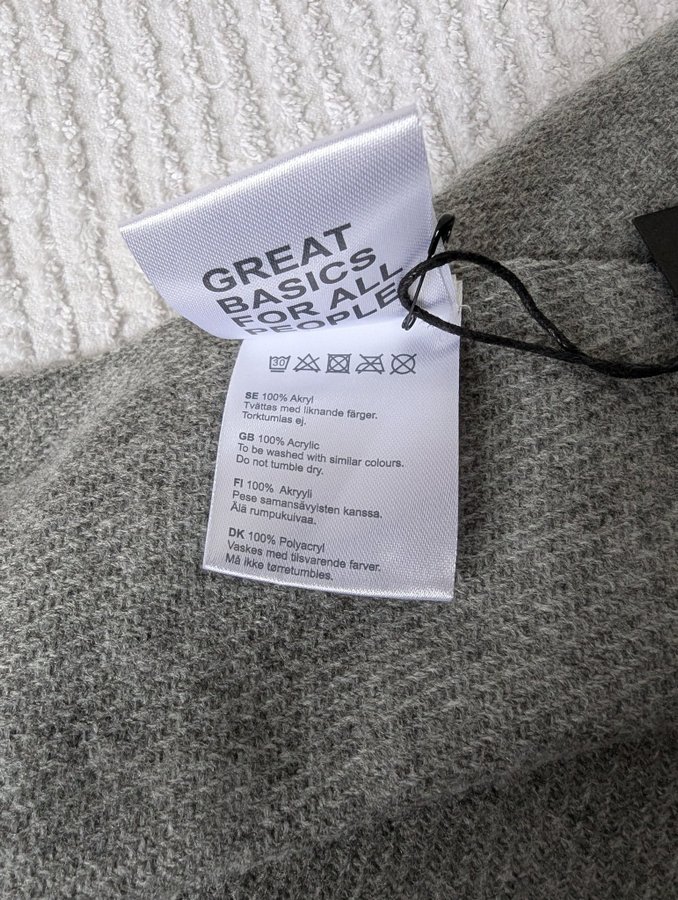 GREAT
BASICS
FOR ALL
PEOPLE
30
SE 100% Akryl
Tvättas med liknande färger.
Torktumlas ej.
GB 100% Acrylic
To be washed with similar colours.
Do not tumble dry.
FI 100% Akryyli
Pese samansävyisten kanssa.
Älä rumpukuivaa.
DK 100% Polyacryl
Vaskes med tilsvarende farver.
Må ikke tørretumbles.